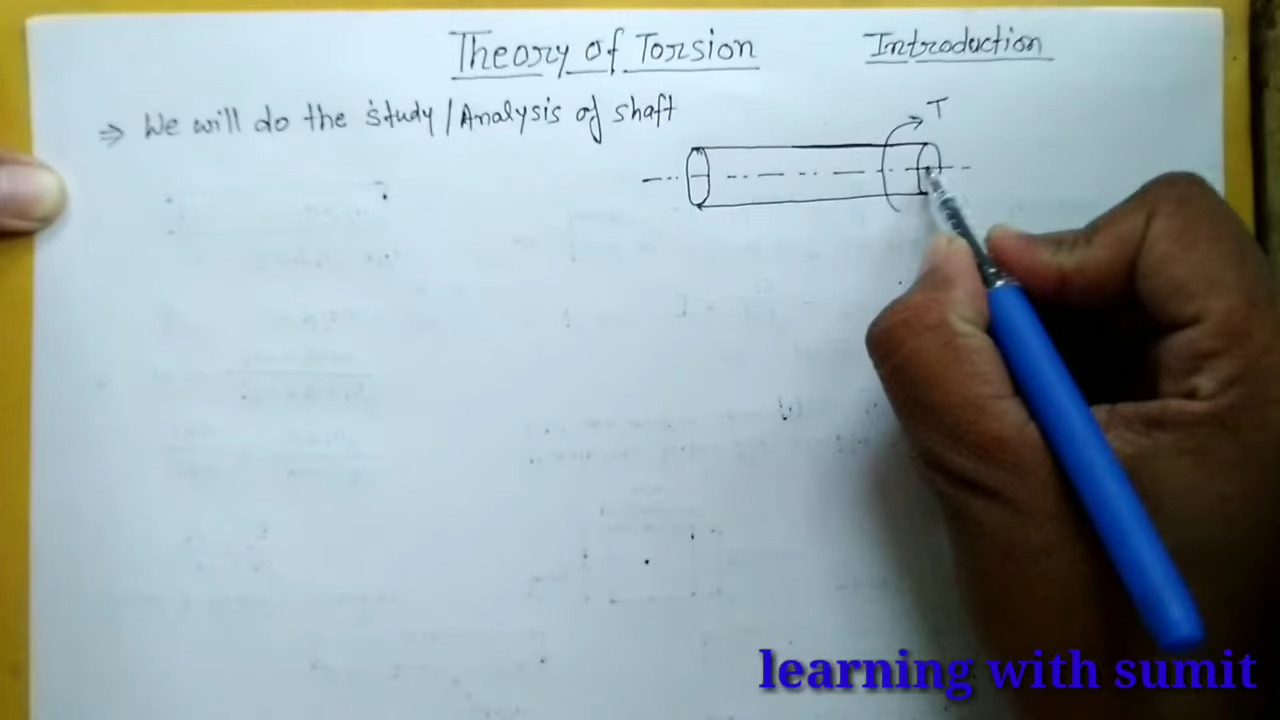 Theory of Torsion Introduction
⇒ We will do the study/Analysis of shaft
T
learning with sumit